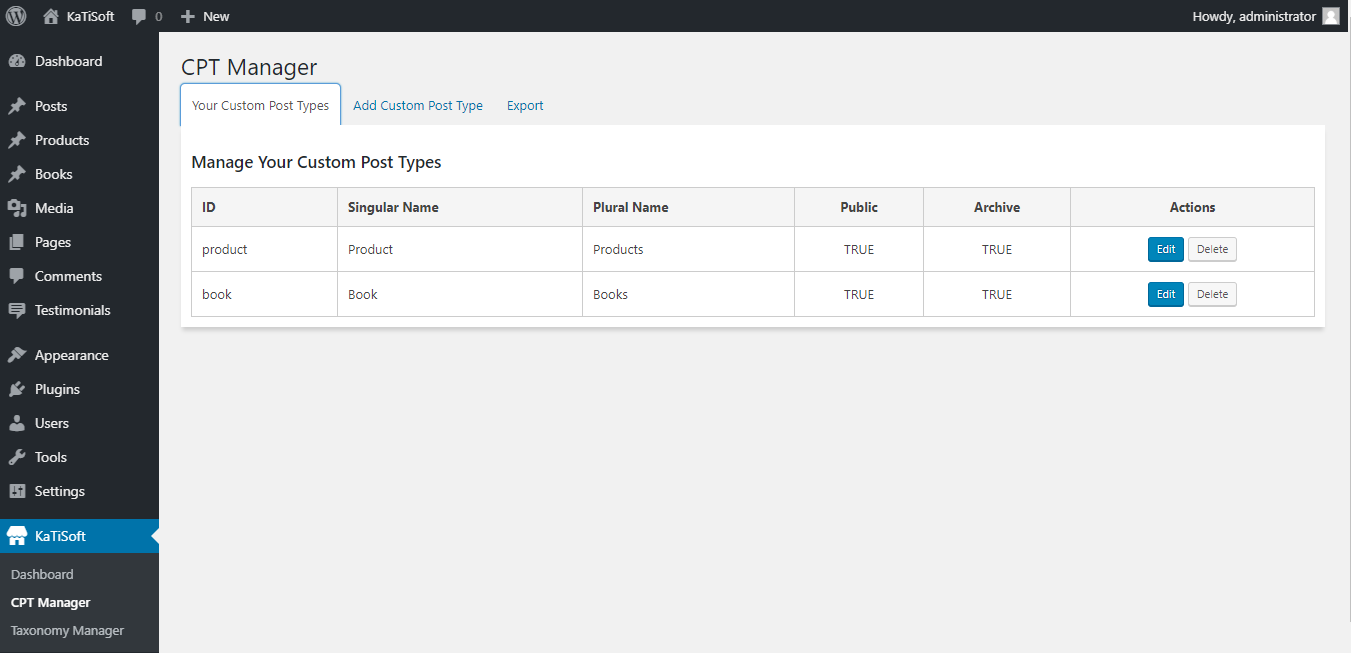 KaTiSoft 0 New Howdy, administrator
Dashboard
Posts
Products
Books
Media
Pages
Comments
Testimonials
Appearance
Plugins
Users
Tools
Settings
KaTiSoft
Dashboard
CPT Manager
Taxonomy Manager
CPT Manager
Your Custom Post Types Add Custom Post Type Export
Manage Your Custom Post Types
ID Singular Name Plural Name Public Archive Actions
product Product Products TRUE TRUE Edit Delete
book Book Books TRUE TRUE Edit Delete